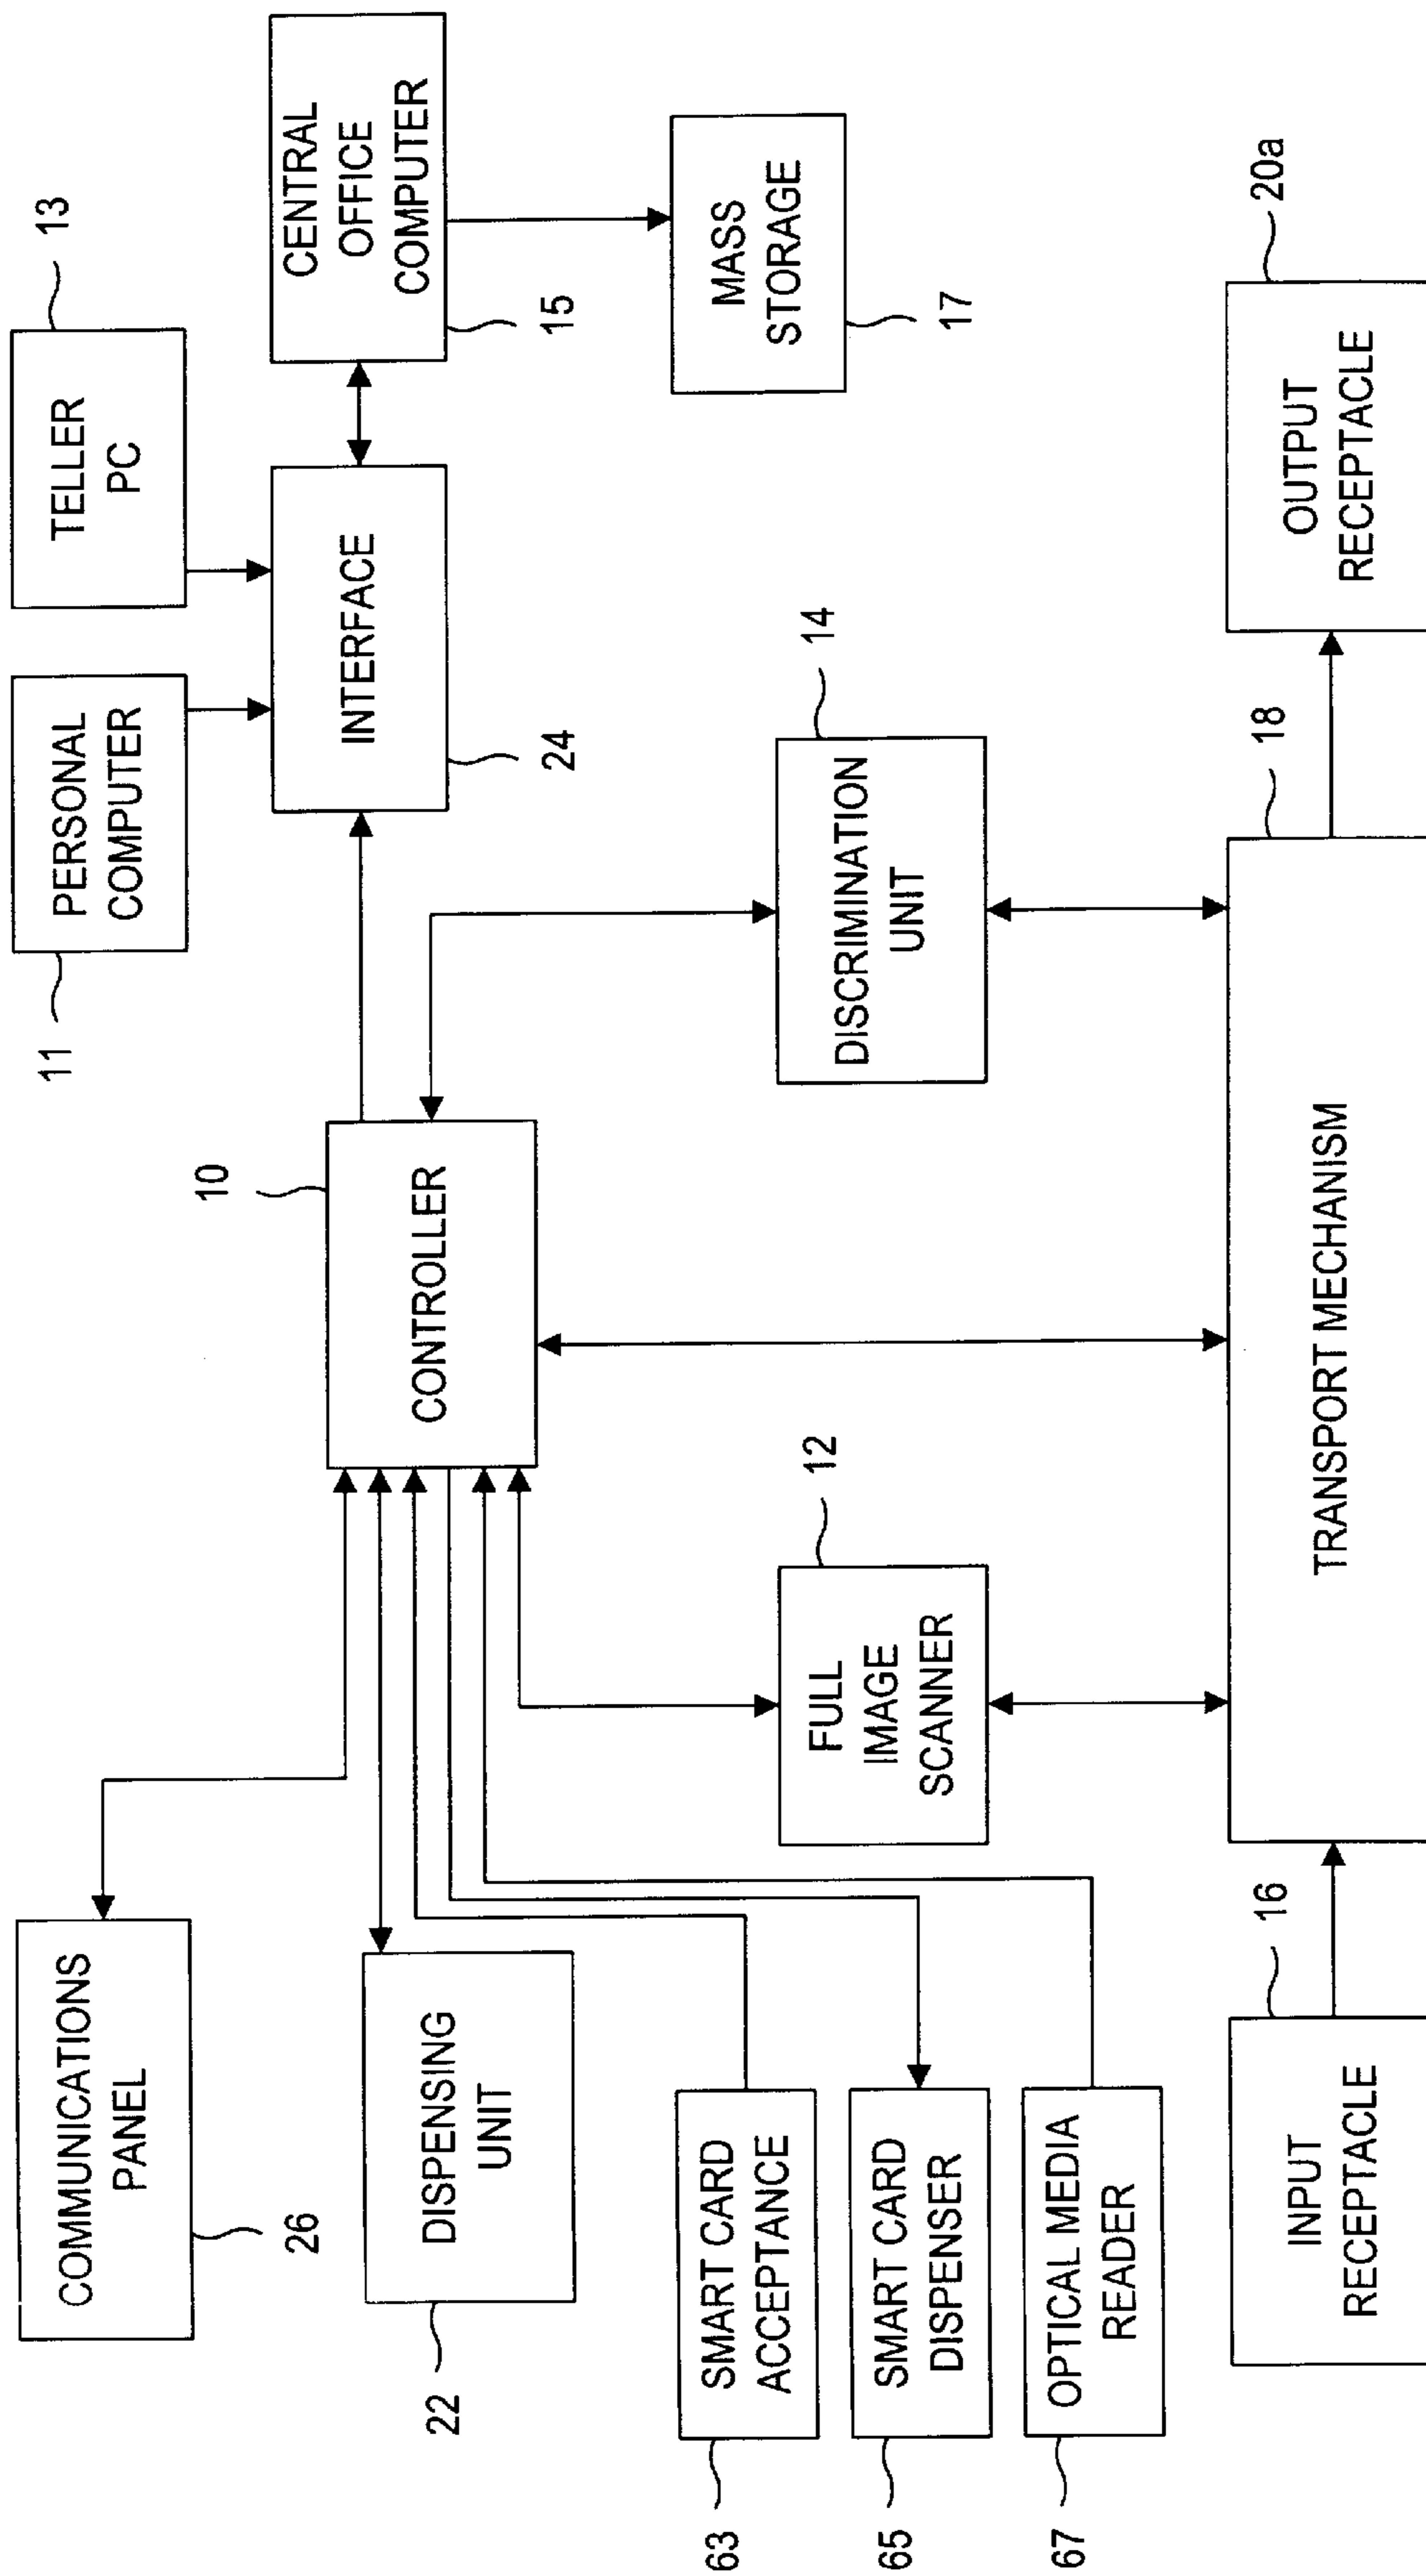 COMMUNICATIONS
PANEL
26
DISPENSING
UNIT
22
SMART CARD
ACCEPTANCE
63
SMART CARD
DISPENSER
65
OPTICAL MEDIA
READER
67
INPUT
RECEPTACLE
16
FULL
IMAGE
SCANNER
12
CONTROLLER
10
TRANSPORT MECHANISM
18
DISCRIMINATION
UNIT
14
PERSONAL
COMPUTER
11
TELLER
PC
13
INTERFACE
24
CENTRAL
OFFICE
COMPUTER
15
MASS
STORAGE
17
OUTPUT
RECEPTACLE
20a